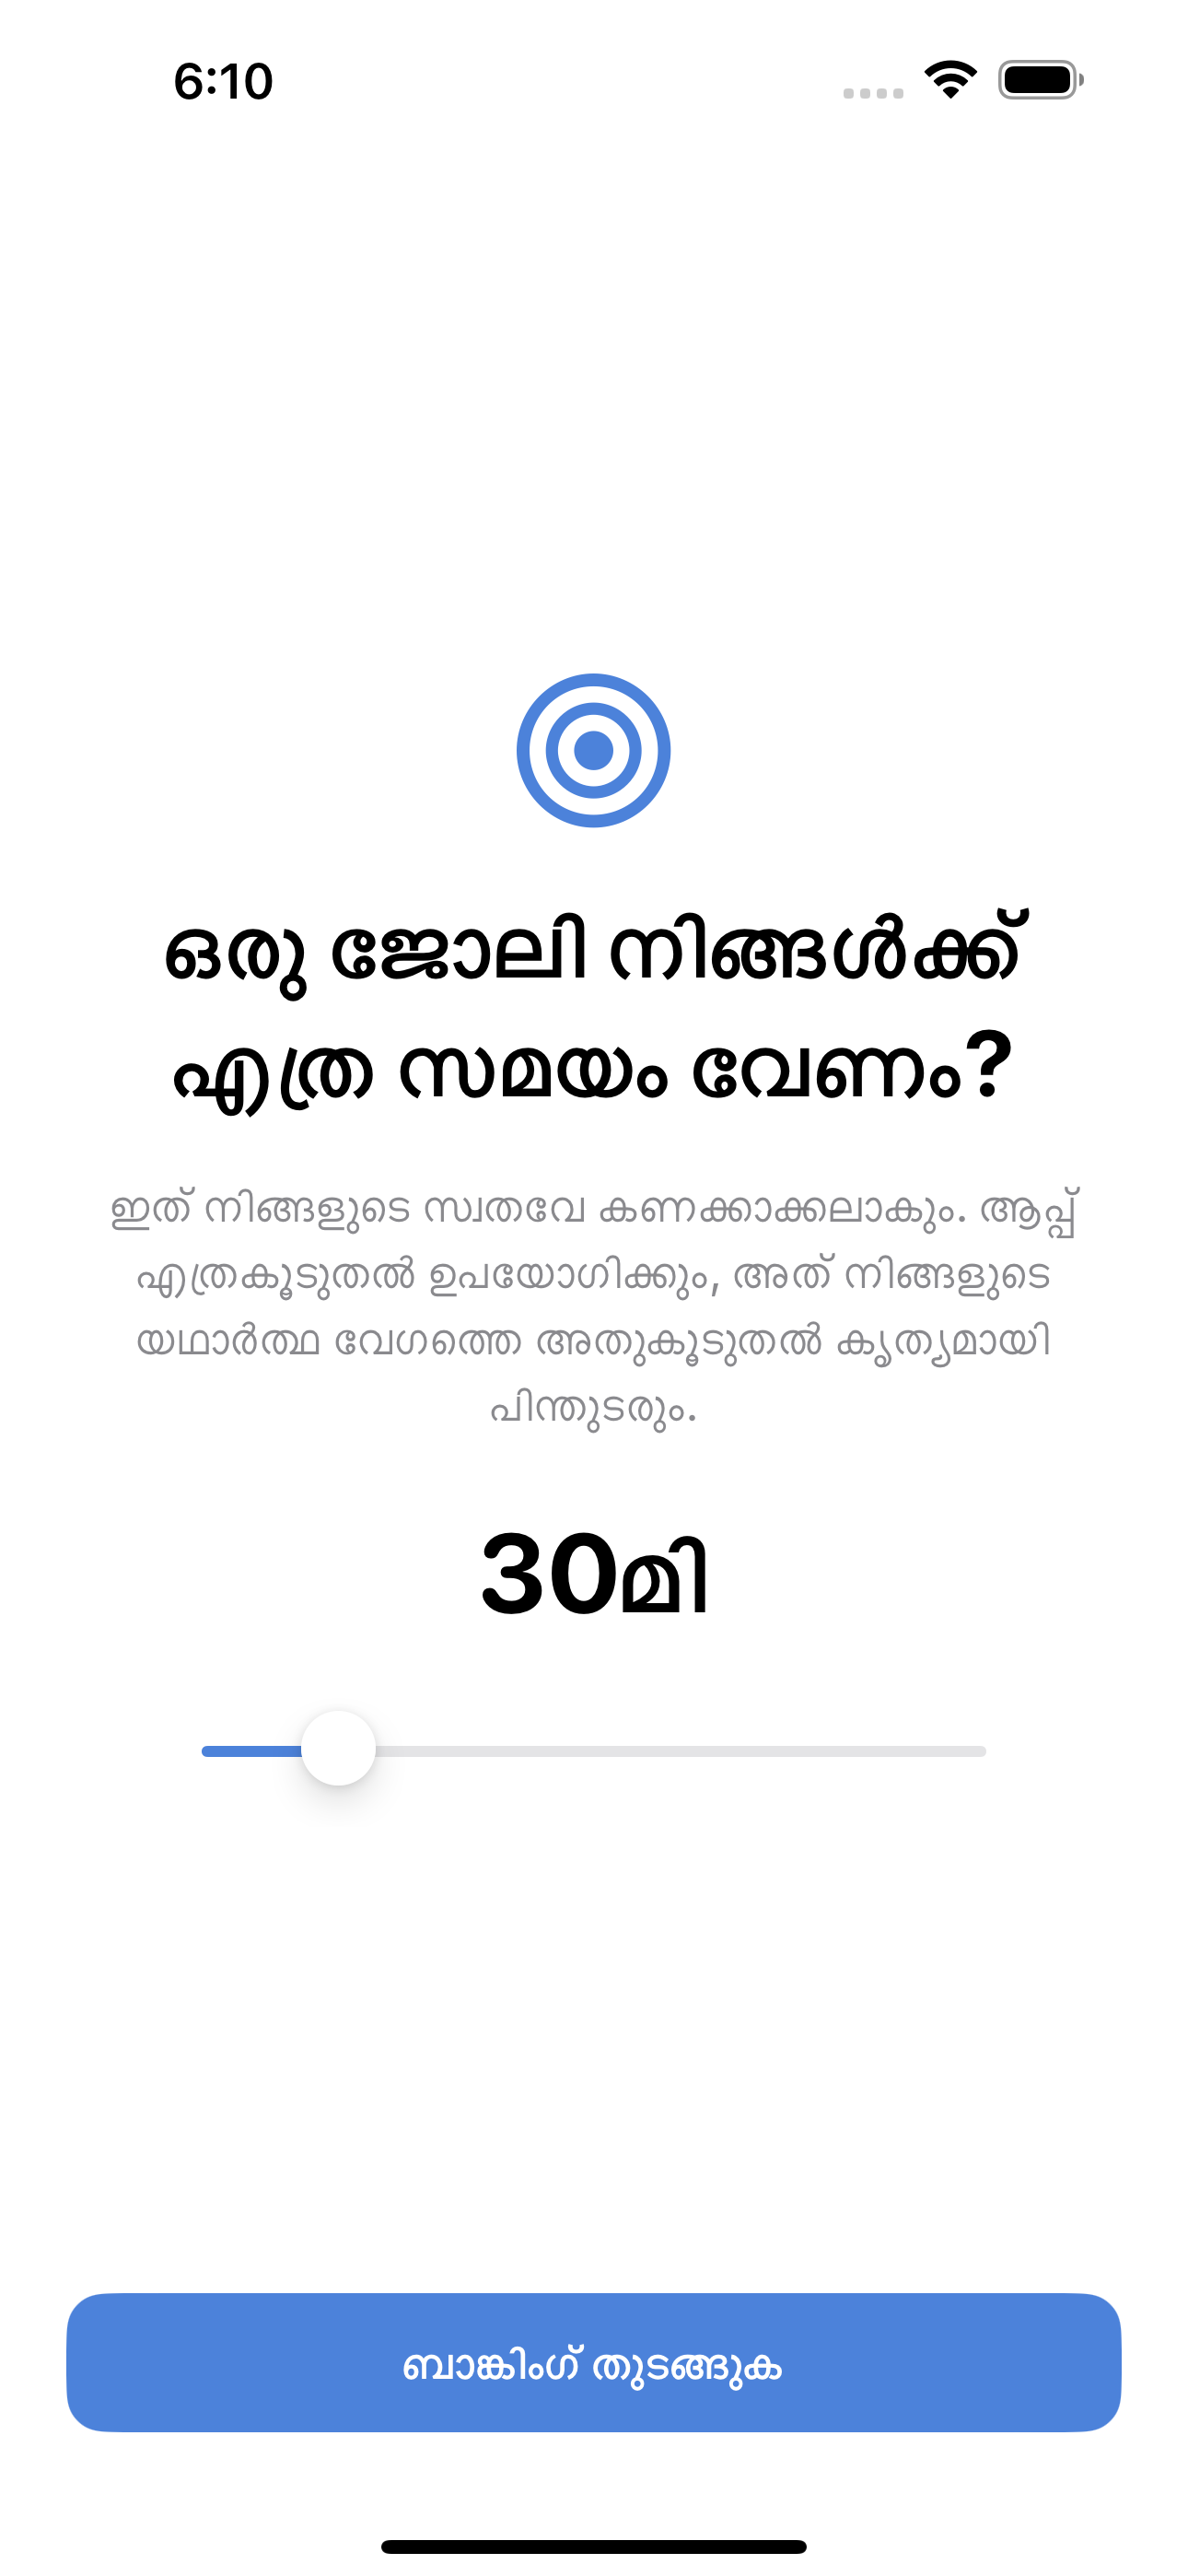 6:10
ഒരു ജോലി നിങ്ങൾക്ക്
എത്ര സമയം വേണം?
ഇത് നിങ്ങളുടെ സ്വതവേ കണക്കാക്കലാകും. ആപ്പ്
എത്രകൂടുതൽ ഉപയോഗിക്കും, അത് നിങ്ങളുടെ
യഥാർത്ഥ വേഗത്തെ അതുകൂടുതൽ കൃത്യമായി
പിന്തുടരും.
30മി
ബാങ്കിംഗ് തുടങ്ങുക